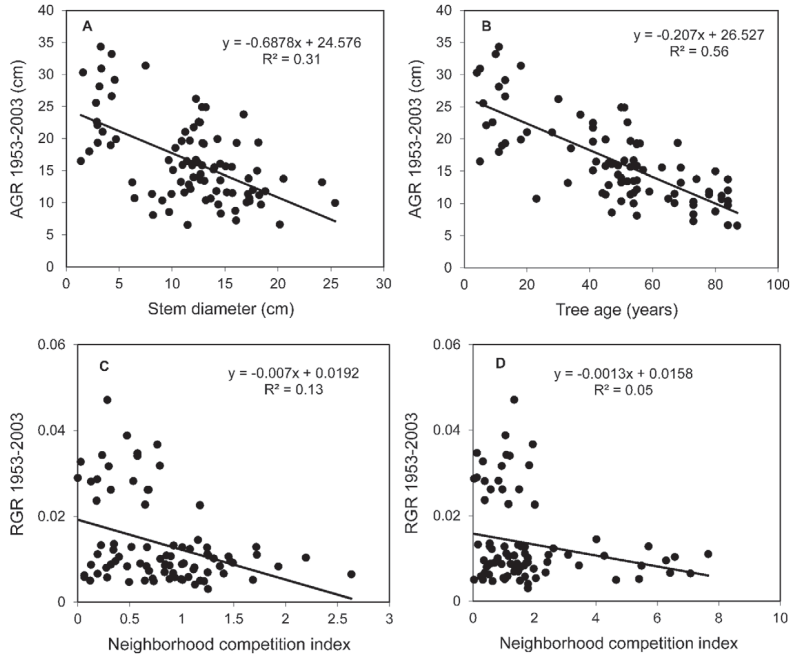 A
y = -0.6878x + 24.576
R² = 0.31
AGR 1953-2003 (cm)
40
35
30
25
20
15
10
5
0
0 5 10 15 20 25 30
Stem diameter (cm)
B
y = -0.207x + 26.527
R² = 0.56
AGR 1953-2003 (cm)
40
35
30
25
20
15
10
5
0
0 20 40 60 80 100
Tree age (years)
C
y = -0.007x + 0.0192
R² = 0.13
RGR 1953-2003
0.06
0.04
0.02
0
0 0.5 1 1.5 2 2.5 3
Neighborhood competition index
D
y = -0.0013x + 0.0158
R² = 0.05
RGR 1953-2003
0.06
0.04
0.02
0
0 2 4 6 8 10
Neighborhood competition index